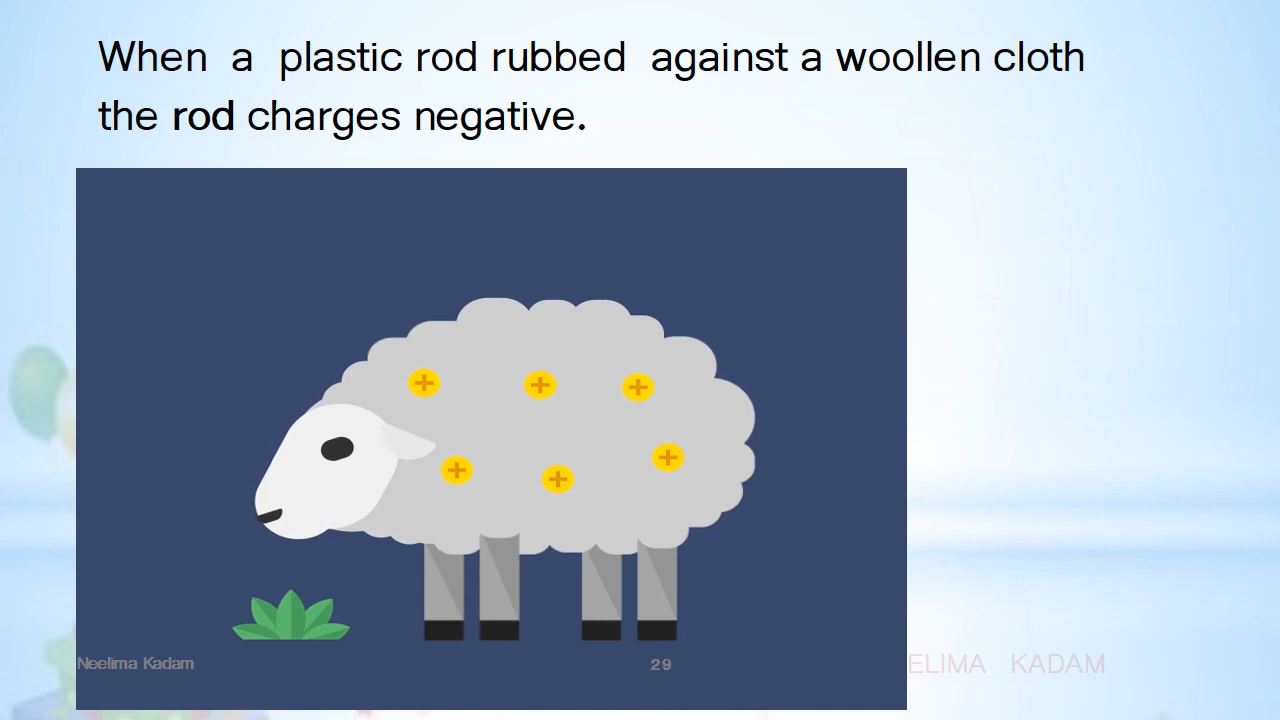 When a plastic rod rubbed against a woollen cloth
the rod charges negative.
Neelima Kadam
29
ELIMA KADAM